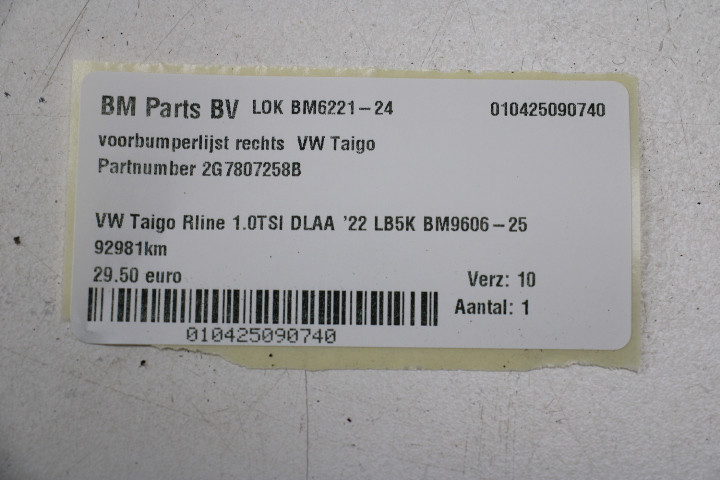 BM Parts BV LOK BM6221-24 010425090740
voorbumperlijst rechts VW Taigo
Partnumber 2G7807258B
VW Taigo Rline 1.0TSI DLAA '22 LB5K BM9606-25
92981km
29.50 euro Verz: 10
Aantal: 1
010425090740